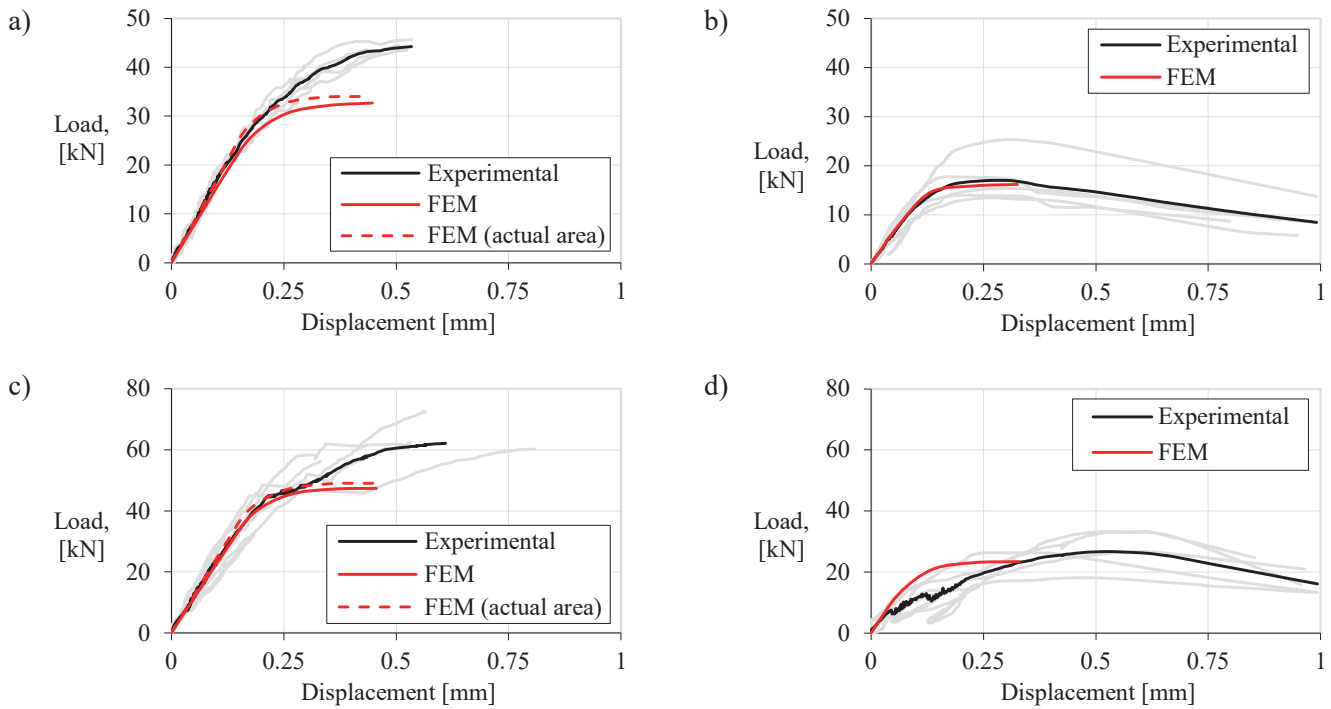 a)
50
40
30
20
10
0
Load,
[kN]
Experimental
FEM
FEM (actual area)
0 0.25 0.5 0.75 1
Displacement [mm]
b)
50
40
30
20
10
0
Load,
[kN]
Experimental
FEM
0 0.25 0.5 0.75 1
Displacement [mm]
c)
80
60
40
20
0
Load,
[kN]
Experimental
FEM
FEM (actual area)
0 0.25 0.5 0.75 1
Displacement [mm]
d)
80
60
40
20
0
Load,
[kN]
Experimental
FEM
0 0.25 0.5 0.75 1
Displacement [mm]